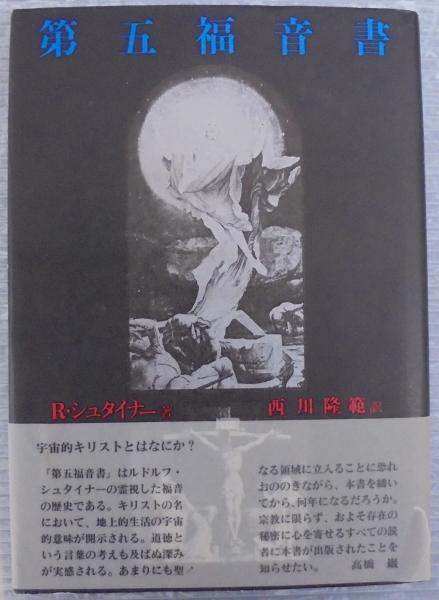 第五福音書
R・シュタイナー 著
西川隆範 訳
宇宙的キリストとはなにか？
『第五福音書』はルドルフ・
シュタイナーの霊視した福音
の歴史である。キリストの名
において、地上的生活の宇宙
的意味が開示される。道徳と
いう言葉の考えも及ばぬ深み
が実感される。あまりにも聖
なる領域に立入ることに恐れ
おののきながら、本書を繙い
てから、何年になるだろうか。
宗教に限らず、およそ存在の
秘密に心を寄せるすべての読
者に本書が出版されたことを
知らせたい。 高橋 巖